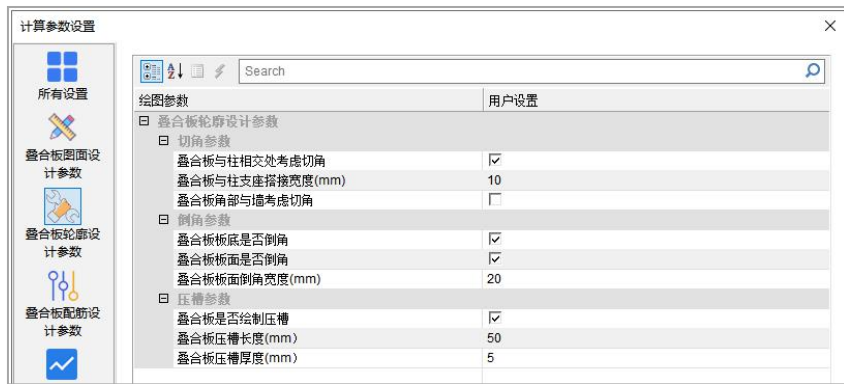 计算参数设置
所有设置
叠合板图面设
计参数
叠合板轮廓设
计参数
叠合板配筋设
计参数
Search
绘图参数 用户设置
叠合板轮廓设计参数
切角参数
叠合板与柱相交处考虑切角
叠合板与柱支座搭接宽度(mm) 10
叠合板角部与墙考虑切角
倒角参数
叠合板板底是否倒角
叠合板板面是否倒角
叠合板板面倒角宽度(mm) 20
压槽参数
叠合板是否绘制压槽
叠合板压槽长度(mm) 50
叠合板压槽厚度(mm) 5